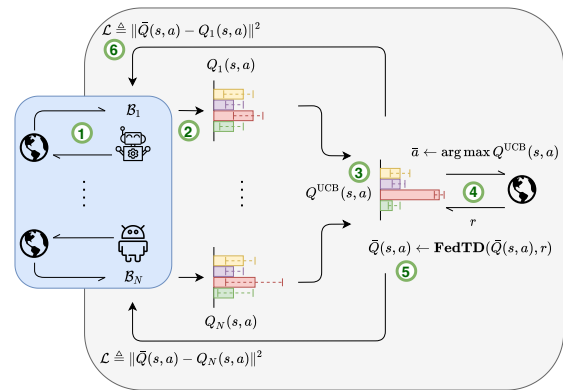 ℒ ≜ ‖Q̄(s, a) − Q₁(s, a)‖²
6
Q₁(s, a)
ℬ₁
1
2
3
ā ← arg max Q^UCB(s, a)
Q^UCB(s, a)
4
r
Q̄(s, a) ← FedTD(Q̄(s, a), r)
5
ℬ_N
Q_N(s, a)
ℒ ≜ ‖Q̄(s, a) − Q_N(s, a)‖²